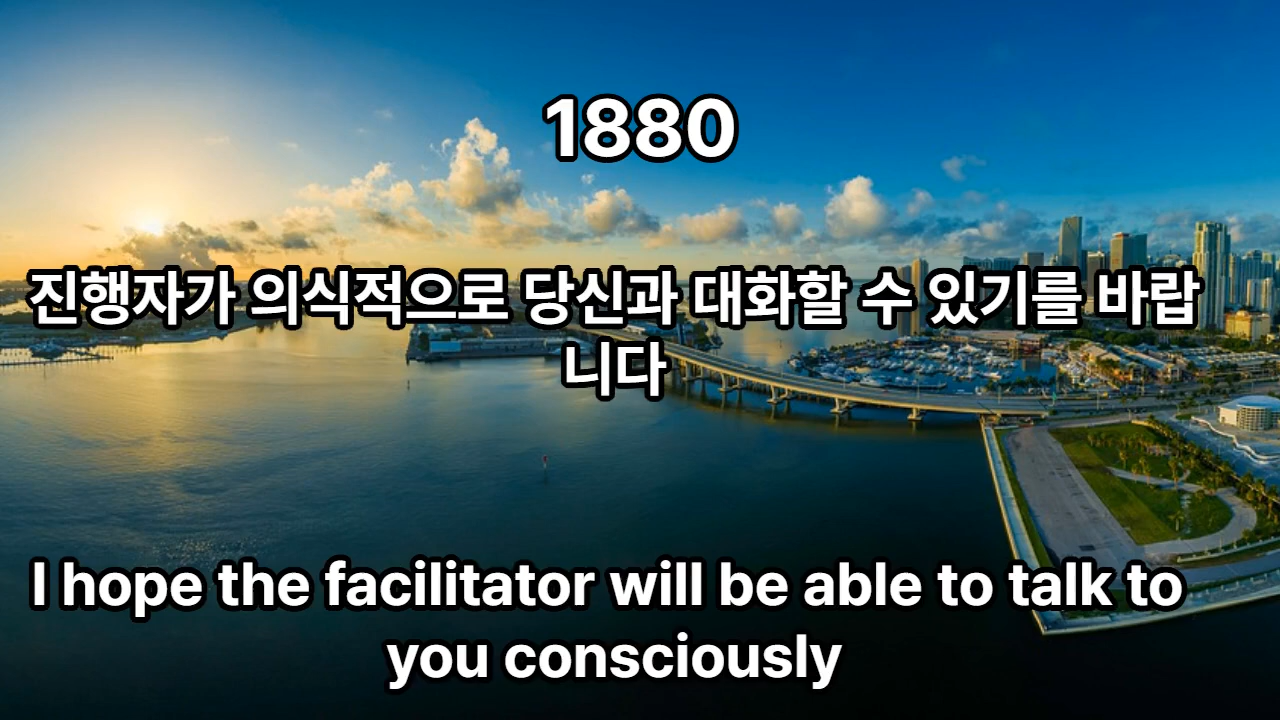 1880
진행자가 의식적으로 당신과 대화할 수 있기를 바랍
니다
I hope the facilitator will be able to talk to
you consciously